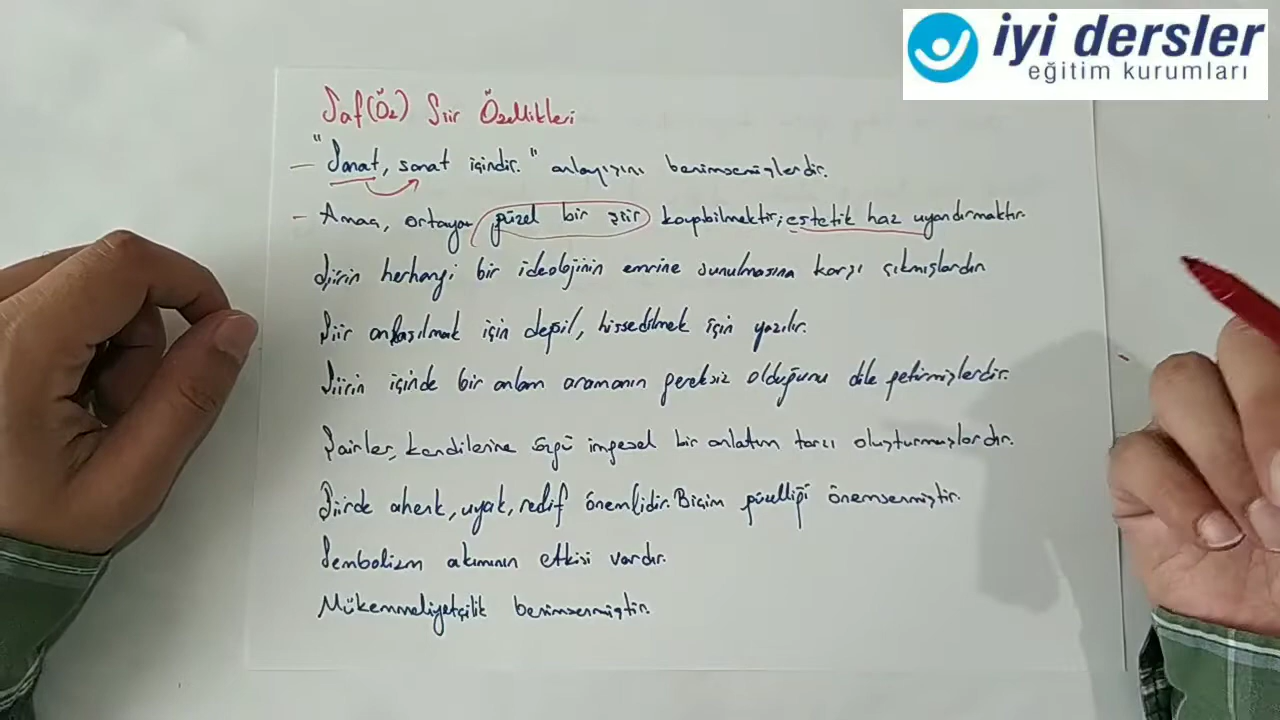 iyi dersler
eğitim kurumları
Saf (Öz) Şiir Özellikleri
- "Sanat, sanat içindir." anlayışını benimsemişlerdir.
- Amaç, ortaya güzel bir şiir koyabilmektir; estetik haz uyandırmaktır.
Şiirin herhangi bir ideolojinin emrine sunulmasına karşı çıkmışlardır
Şiir anlaşılmak için değil, hissedilmek için yazılır.
Şiirin içinde bir anlam aramanın gereksiz olduğunu dile getirmişlerdir.
Şairler, kendilerine özgü imgesel bir anlatım tarzı oluşturmuşlardır.
Şiirde ahenk, uyak, redif önemlidir. Biçim güzelliği önemsenmiştir.
Sembolizm akımının etkisi vardır.
Mükemmeliyetçilik benimsenmiştir.